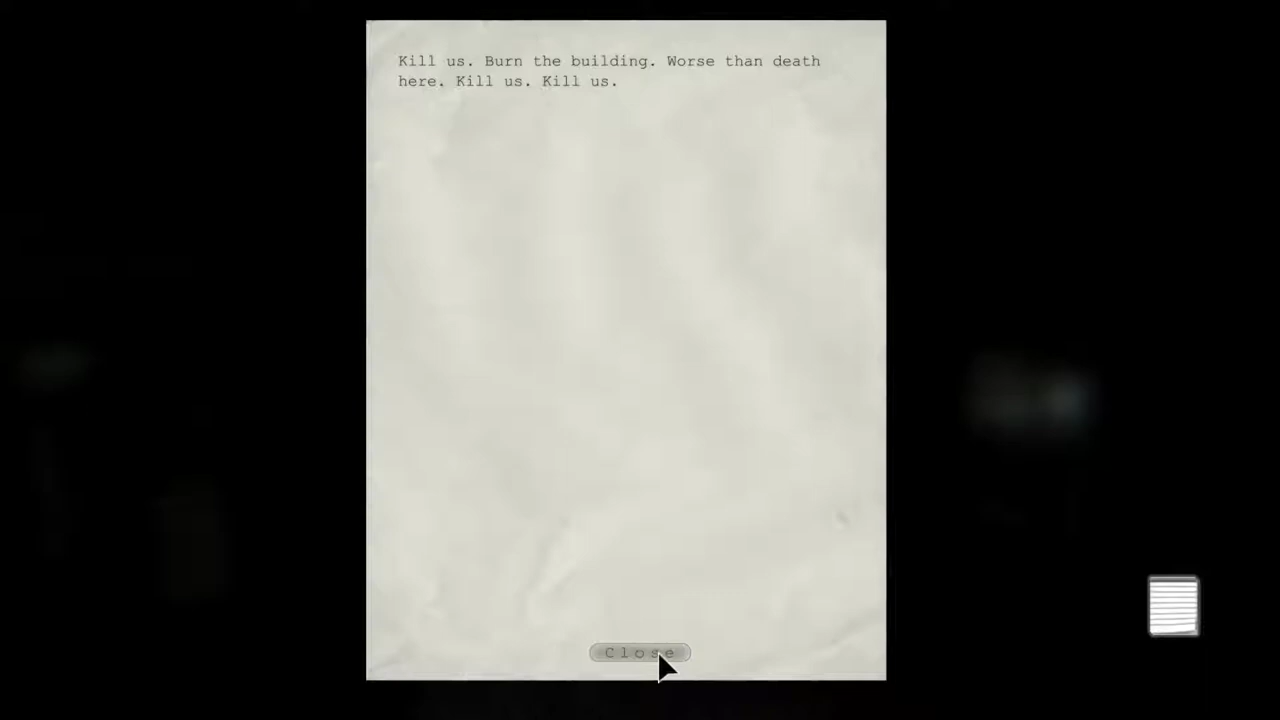 Kill us. Burn the building. Worse than death
here. Kill us. Kill us.
Close